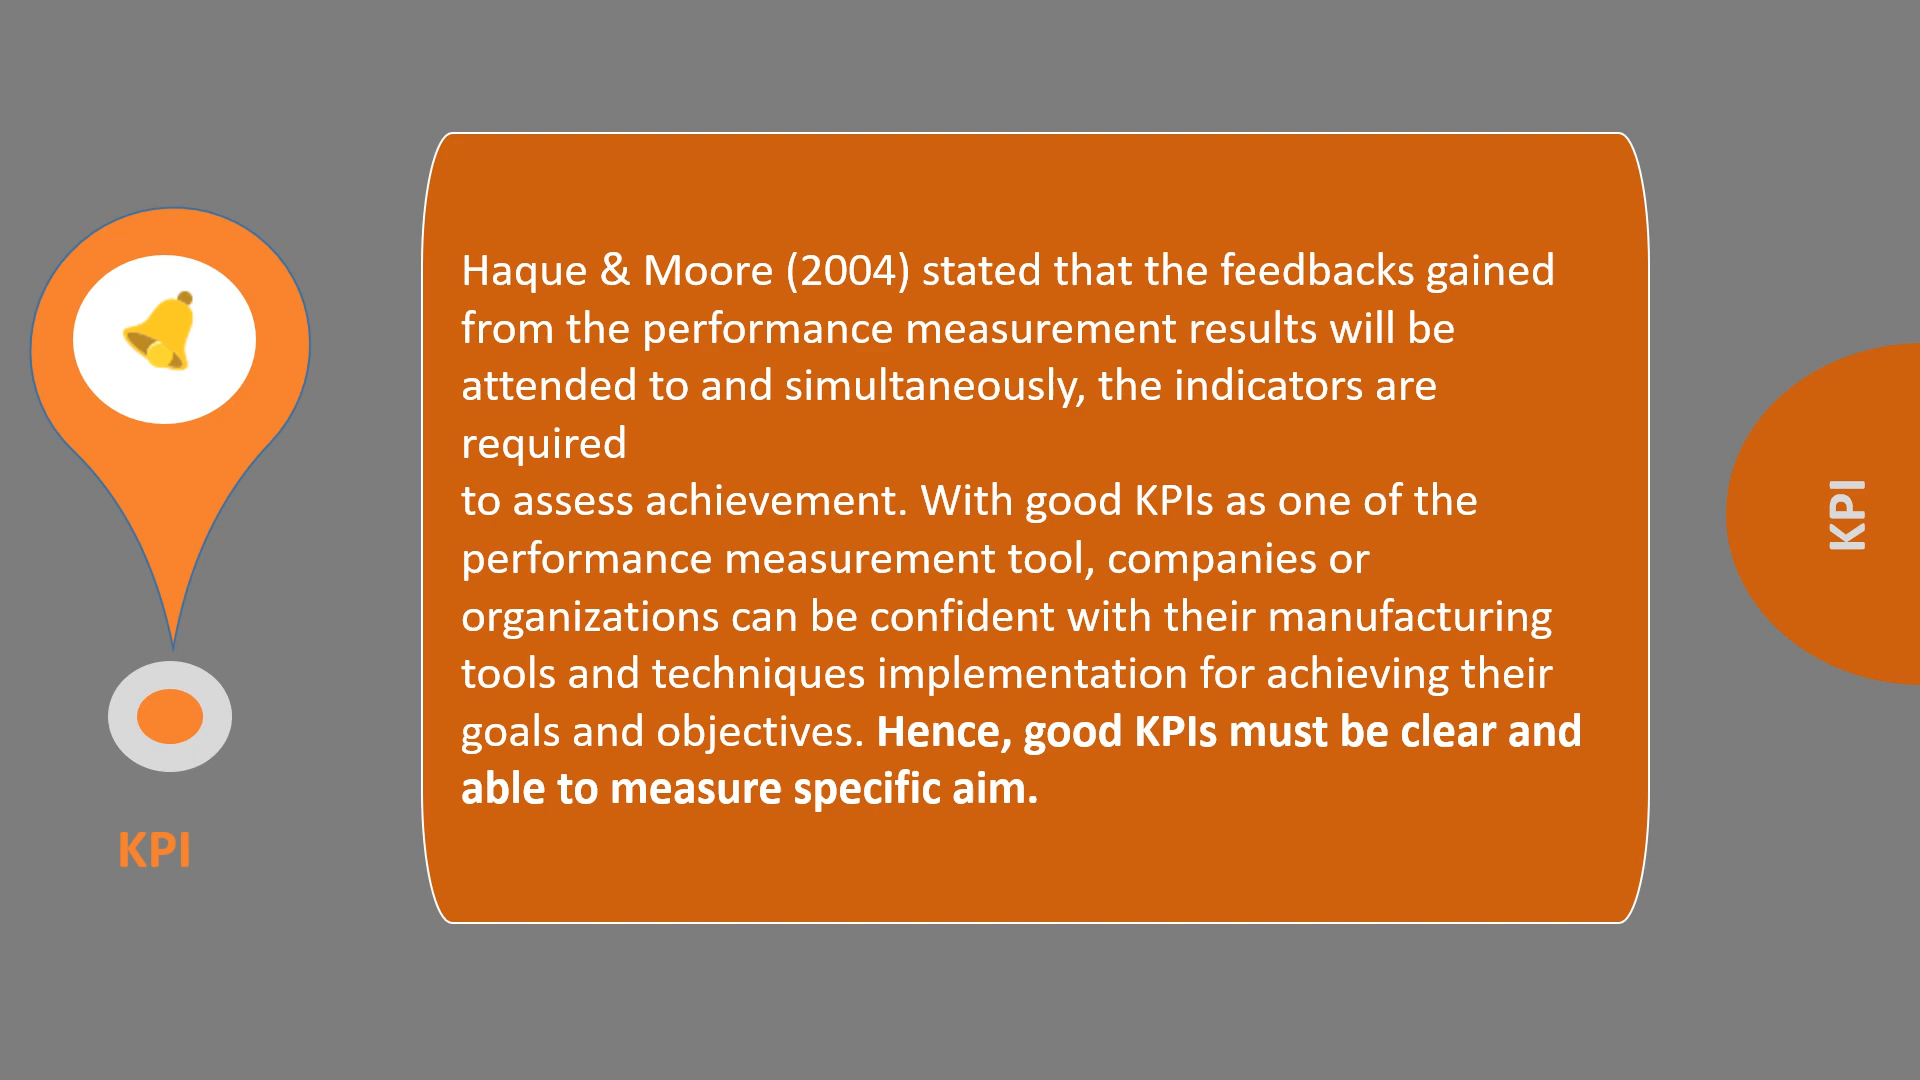 Haque & Moore (2004) stated that the feedbacks gained
from the performance measurement results will be
attended to and simultaneously, the indicators are
required
to assess achievement. With good KPIs as one of the
performance measurement tool, companies or
organizations can be confident with their manufacturing
tools and techniques implementation for achieving their
goals and objectives. Hence, good KPIs must be clear and
able to measure specific aim.
KPI
KPI